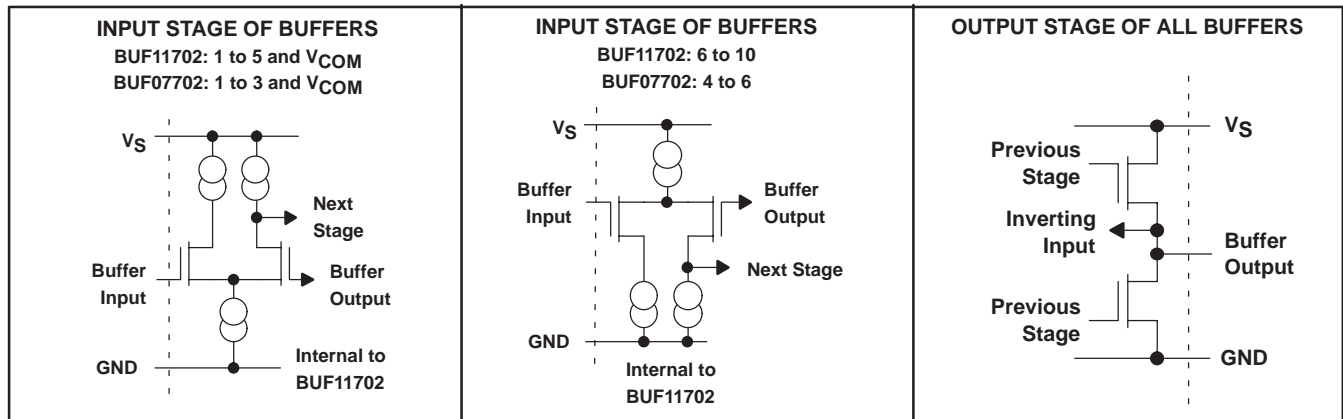 INPUT STAGE OF BUFFERS
BUF11702: 1 to 5 and VCOM
BUF07702: 1 to 3 and VCOM
VS
Next
Stage
Buffer
Input
Buffer
Output
GND
Internal to
BUF11702
INPUT STAGE OF BUFFERS
BUF11702: 6 to 10
BUF07702: 4 to 6
VS
Buffer
Input
Buffer
Output
Next Stage
GND
Internal to
BUF11702
OUTPUT STAGE OF ALL BUFFERS
VS
Previous
Stage
Inverting
Input
Buffer
Output
Previous
Stage
GND